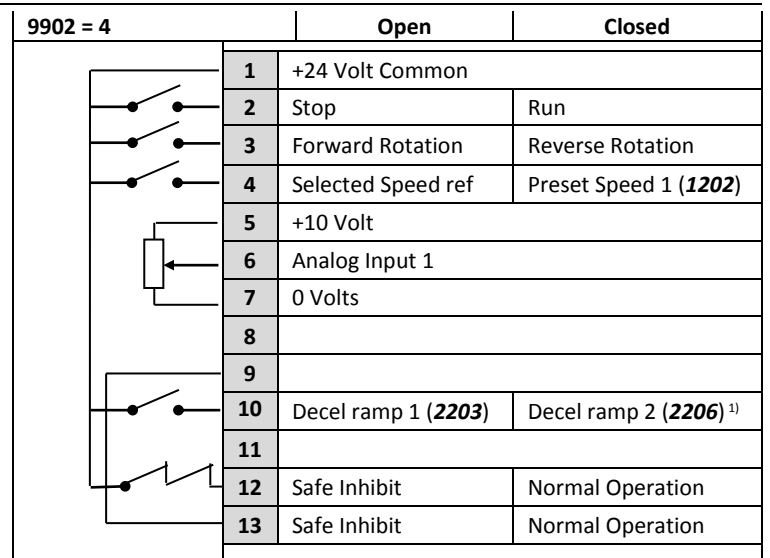 9902 = 4 Open Closed
1 +24 Volt Common
2 Stop Run
3 Forward Rotation Reverse Rotation
4 Selected Speed ref Preset Speed 1 (1202)
5 +10 Volt
6 Analog Input 1
7 0 Volts
8
9
10 Decel ramp 1 (2203) Decel ramp 2 (2206) 1)
11
12 Safe Inhibit Normal Operation
13 Safe Inhibit Normal Operation